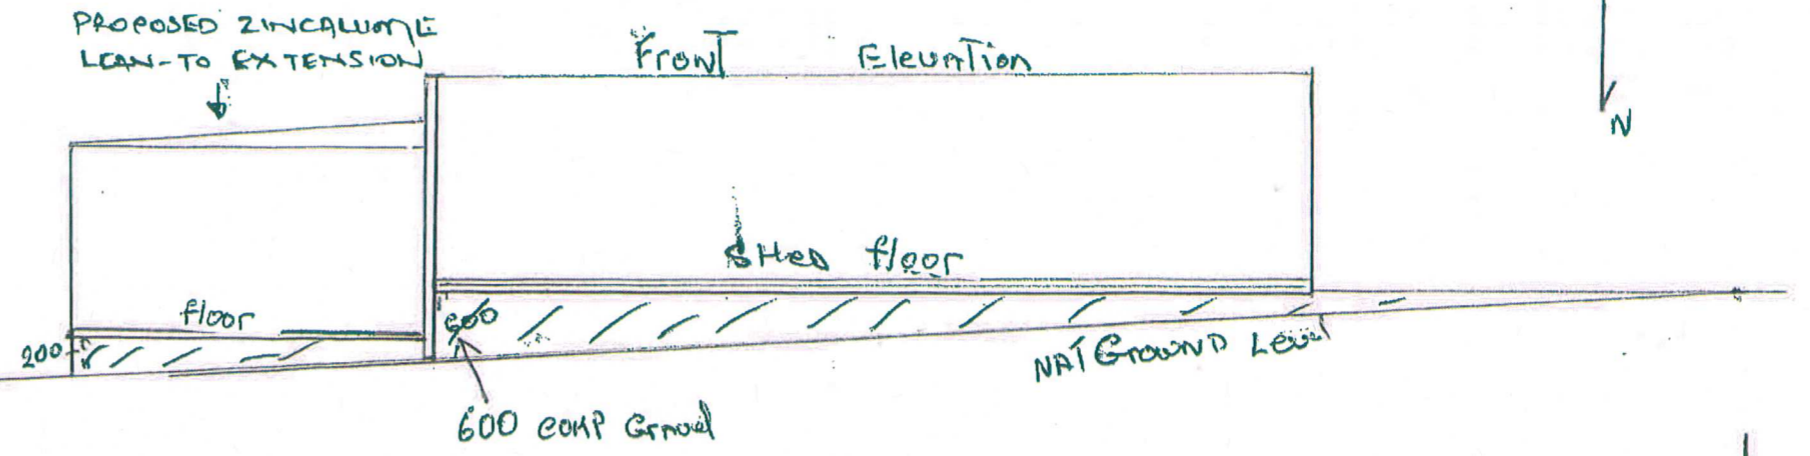 PROPOSED ZINCALUME
LEAN-TO EXTENSION
Front Elevation
N
SHed floor
floor
200
600
NAT GROUND Level
600 COMP Gravel